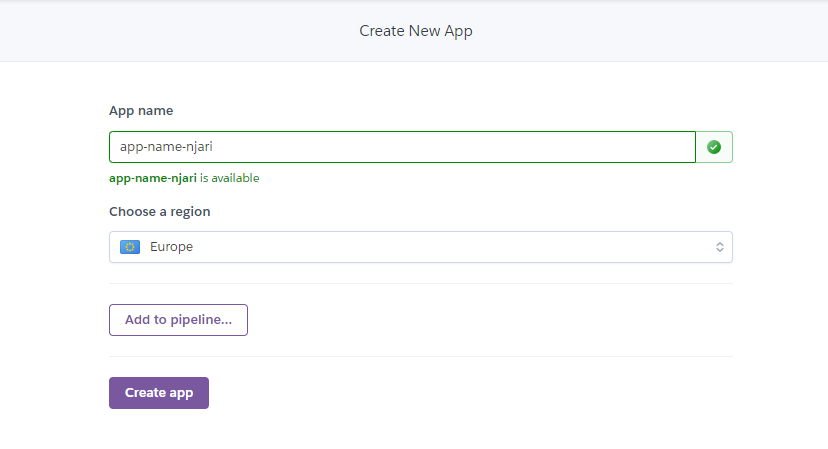 Create New App
App name
app-name-njari
app-name-njari is available
Choose a region
Europe
Add to pipeline...
Create app